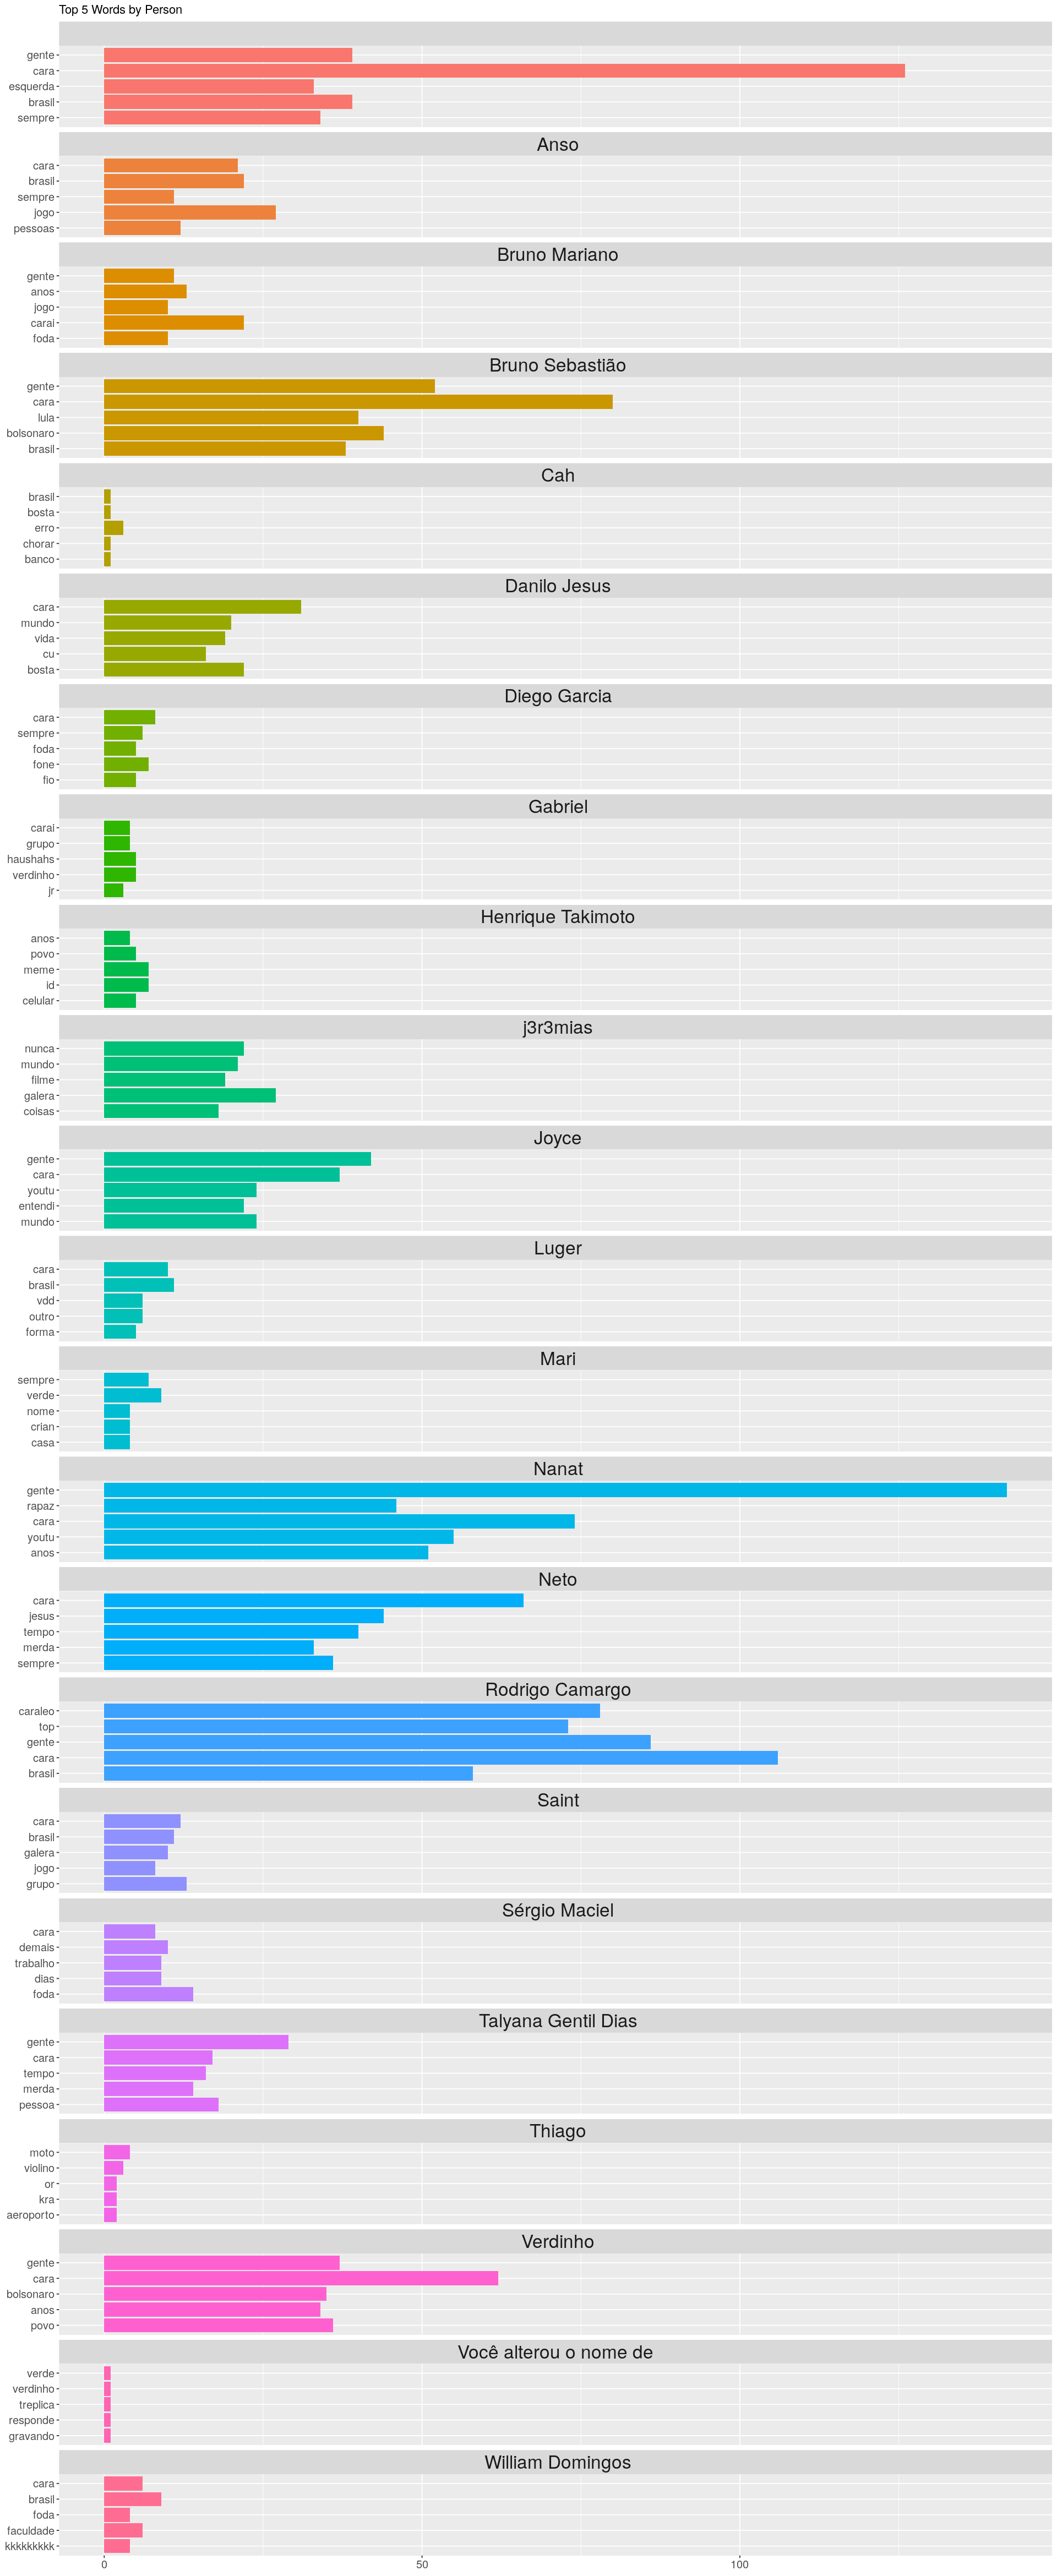 Top 5 Words by Person
gente
cara
esquerda
brasil
sempre
Anso
cara
brasil
sempre
jogo
pessoas
Bruno Mariano
gente
anos
jogo
carai
foda
Bruno Sebastião
gente
cara
lula
bolsonaro
brasil
Cah
brasil
bosta
erro
chorar
banco
Danilo Jesus
cara
mundo
vida
cu
bosta
Diego Garcia
cara
sempre
foda
fone
fio
Gabriel
carai
grupo
haushahs
verdinho
jr
Henrique Takimoto
anos
povo
meme
id
celular
j3r3mias
nunca
mundo
filme
galera
coisas
Joyce
gente
cara
youtu
entendi
mundo
Luger
cara
brasil
vdd
outro
forma
Mari
sempre
verde
nome
crian
casa
Nanat
gente
rapaz
cara
youtu
anos
Neto
cara
jesus
tempo
merda
sempre
Rodrigo Camargo
caraleo
top
gente
cara
brasil
Saint
cara
brasil
galera
jogo
grupo
Sérgio Maciel
cara
demais
trabalho
dias
foda
Talyana Gentil Dias
gente
cara
tempo
merda
pessoa
Thiago
moto
violino
or
kra
aeroporto
Verdinho
gente
cara
bolsonaro
anos
povo
Você alterou o nome de
verde
verdinho
treplica
responde
gravando
William Domingos
cara
brasil
foda
faculdade
kkkkkkkkk
0 50 100